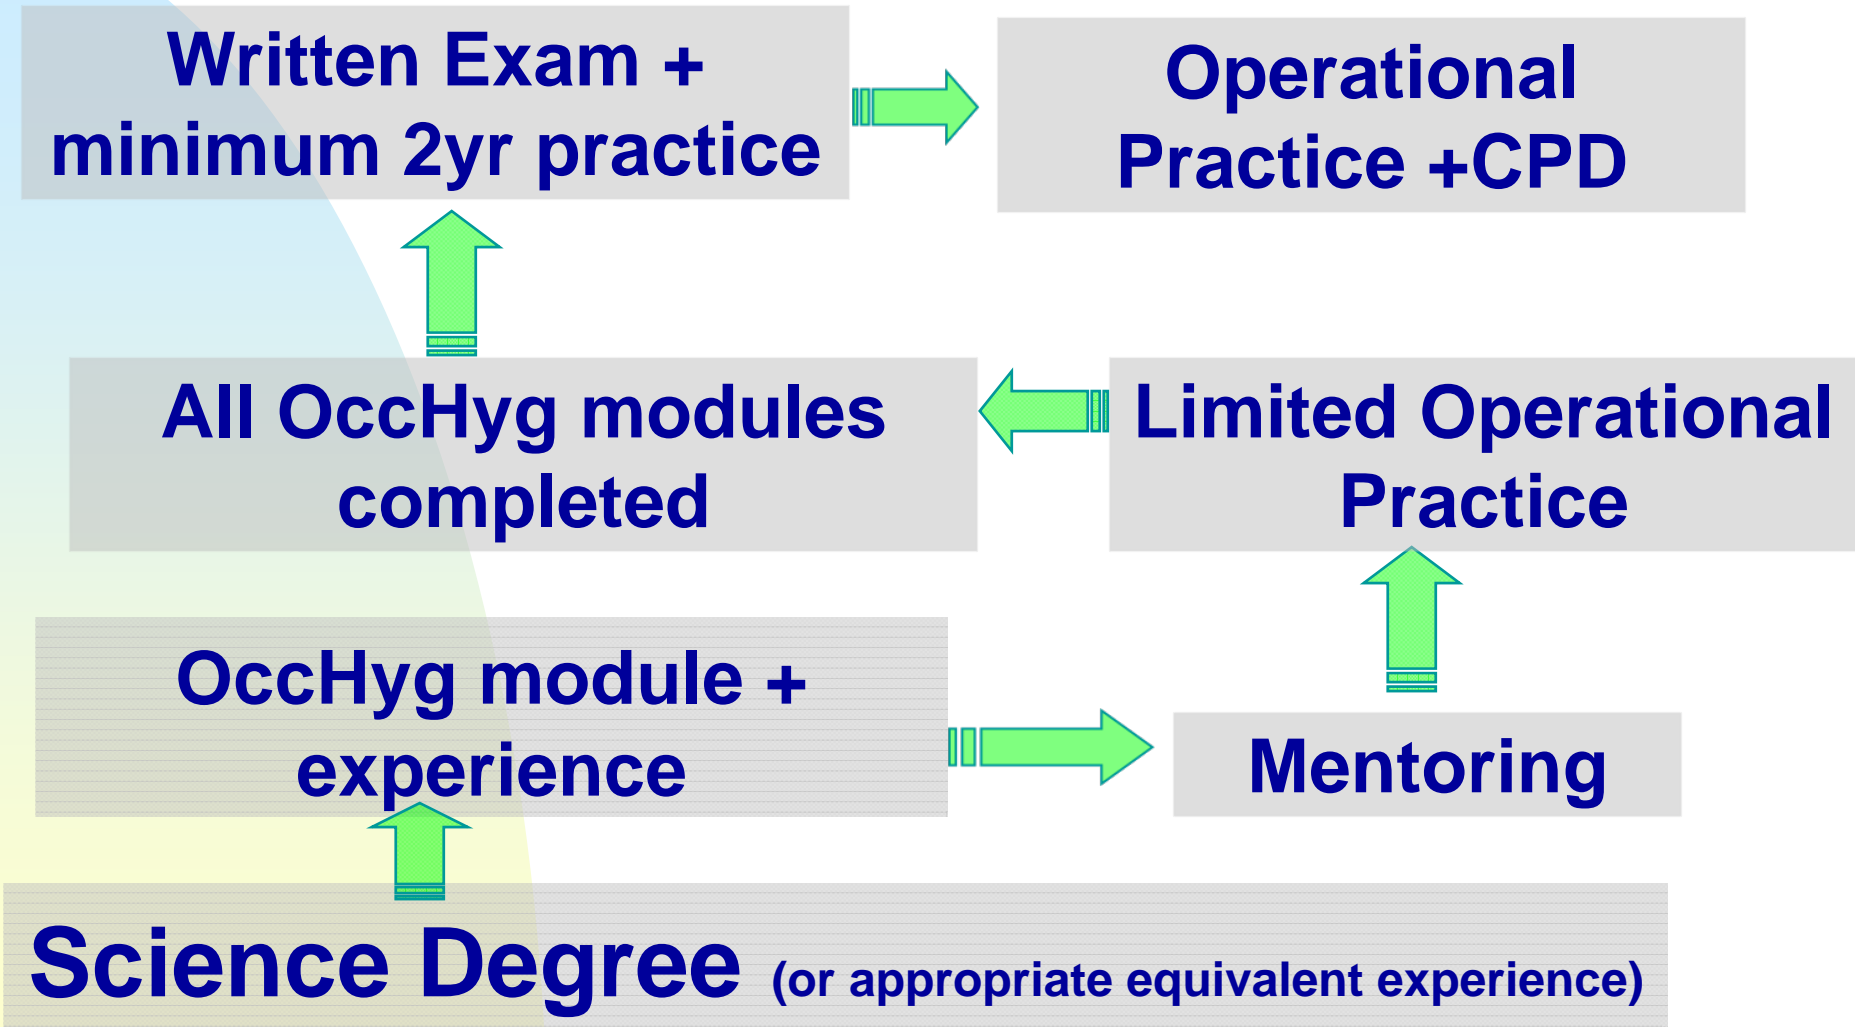 Written Exam +
minimum 2yr practice
Operational
Practice +CPD
All OccHyg modules
completed
Limited Operational
Practice
OccHyg module +
experience
Mentoring
Science Degree (or appropriate equivalent experience)